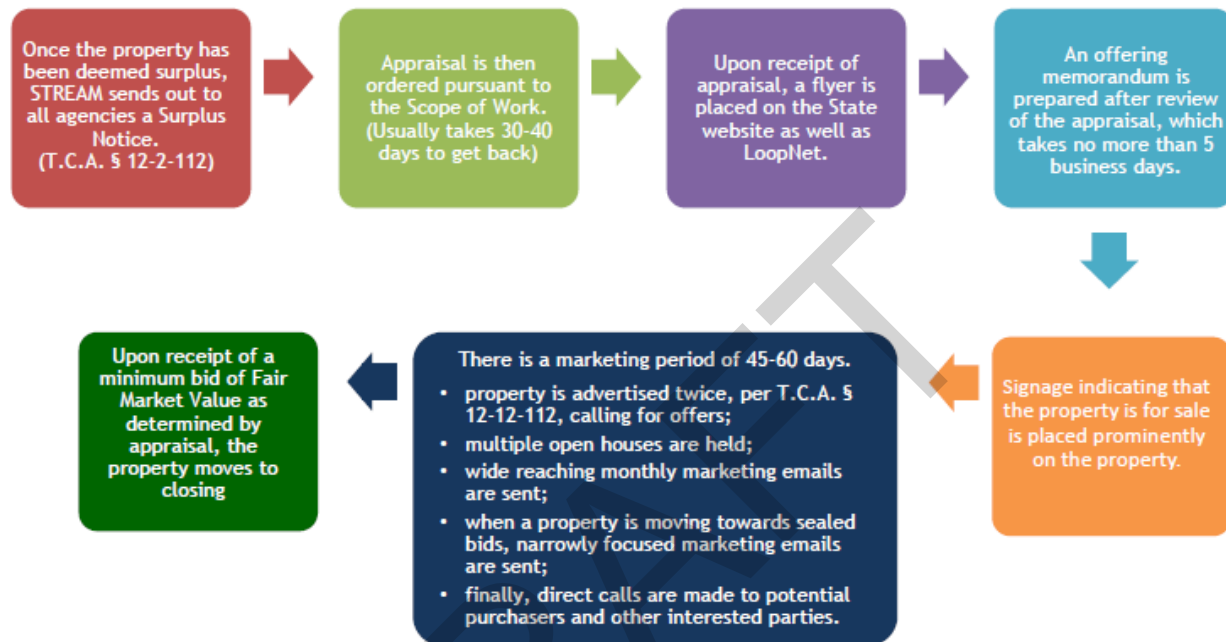 Once the property has
been deemed surplus,
STREAM sends out to
all agencies a Surplus
Notice.
(T.C.A. § 12-2-112)
Appraisal is then
ordered pursuant to
the Scope of Work.
(Usually takes 30-40
days to get back)
Upon receipt of
appraisal, a flyer is
placed on the State
website as well as
LoopNet.
An offering
memorandum is
prepared after review
of the appraisal, which
takes no more than 5
business days.
Signage indicating that
the property is for sale
is placed prominently
on the property.
There is a marketing period of 45-60 days.
• property is advertised twice, per T.C.A. §
12-12-112, calling for offers;
• multiple open houses are held;
• wide reaching monthly marketing emails
are sent;
• when a property is moving towards sealed
bids, narrowly focused marketing emails
are sent;
• finally, direct calls are made to potential
purchasers and other interested parties.
Upon receipt of a
minimum bid of Fair
Market Value as
determined by
appraisal, the
property moves to
closing
DRAFT